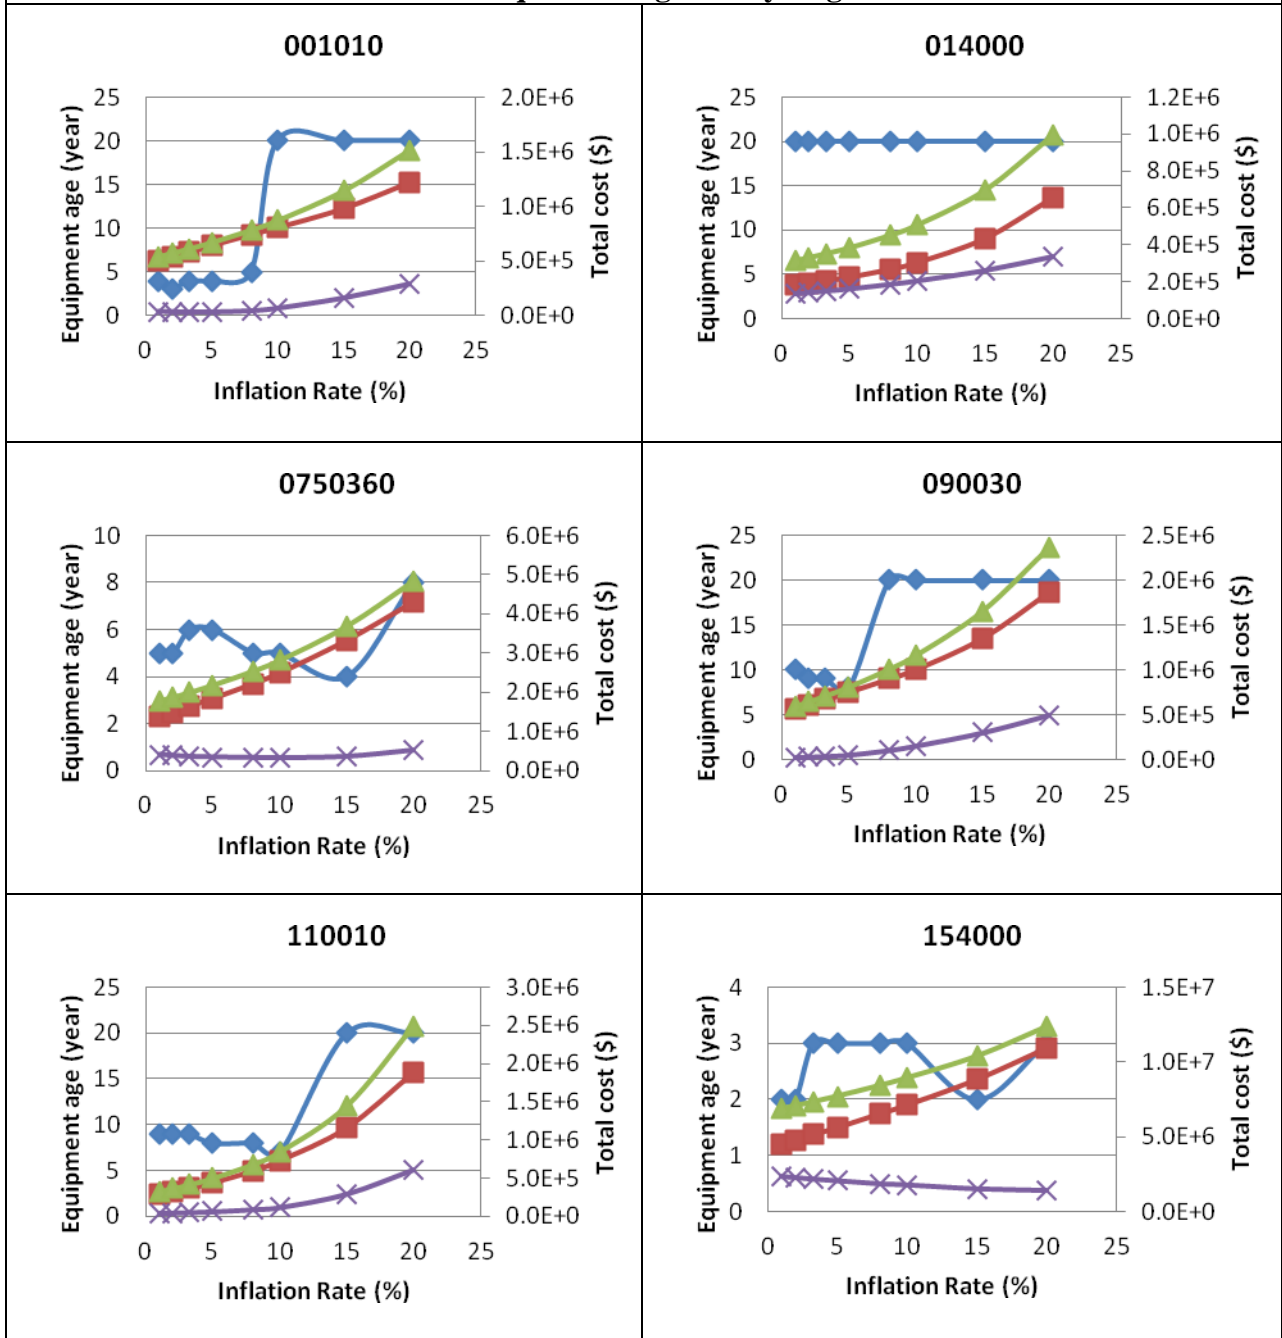 001010
25
20
15
10
5
0
2.0E+6
1.5E+6
1.0E+6
5.0E+5
0.0E+0
0 5 10 15 20 25
Equipment age (year)
Total cost ($)
Inflation Rate (%)
014000
25
20
15
10
5
0
1.2E+6
1.0E+6
8.0E+5
6.0E+5
4.0E+5
2.0E+5
0.0E+0
0 5 10 15 20 25
Equipment age (year)
Total cost ($)
Inflation Rate (%)
0750360
10
8
6
4
2
0
6.0E+6
5.0E+6
4.0E+6
3.0E+6
2.0E+6
1.0E+6
0.0E+0
0 5 10 15 20 25
Equipment age (year)
Total cost ($)
Inflation Rate (%)
090030
25
20
15
10
5
0
2.5E+6
2.0E+6
1.5E+6
1.0E+6
5.0E+5
0.0E+0
0 5 10 15 20 25
Equipment age (year)
Total cost ($)
Inflation Rate (%)
110010
25
20
15
10
5
0
3.0E+6
2.5E+6
2.0E+6
1.5E+6
1.0E+6
5.0E+5
0.0E+0
0 5 10 15 20 25
Equipment age (year)
Total cost ($)
Inflation Rate (%)
154000
4
3
2
1
0
1.5E+7
1.0E+7
5.0E+6
0.0E+0
0 5 10 15 20 25
Equipment age (year)
Total cost ($)
Inflation Rate (%)